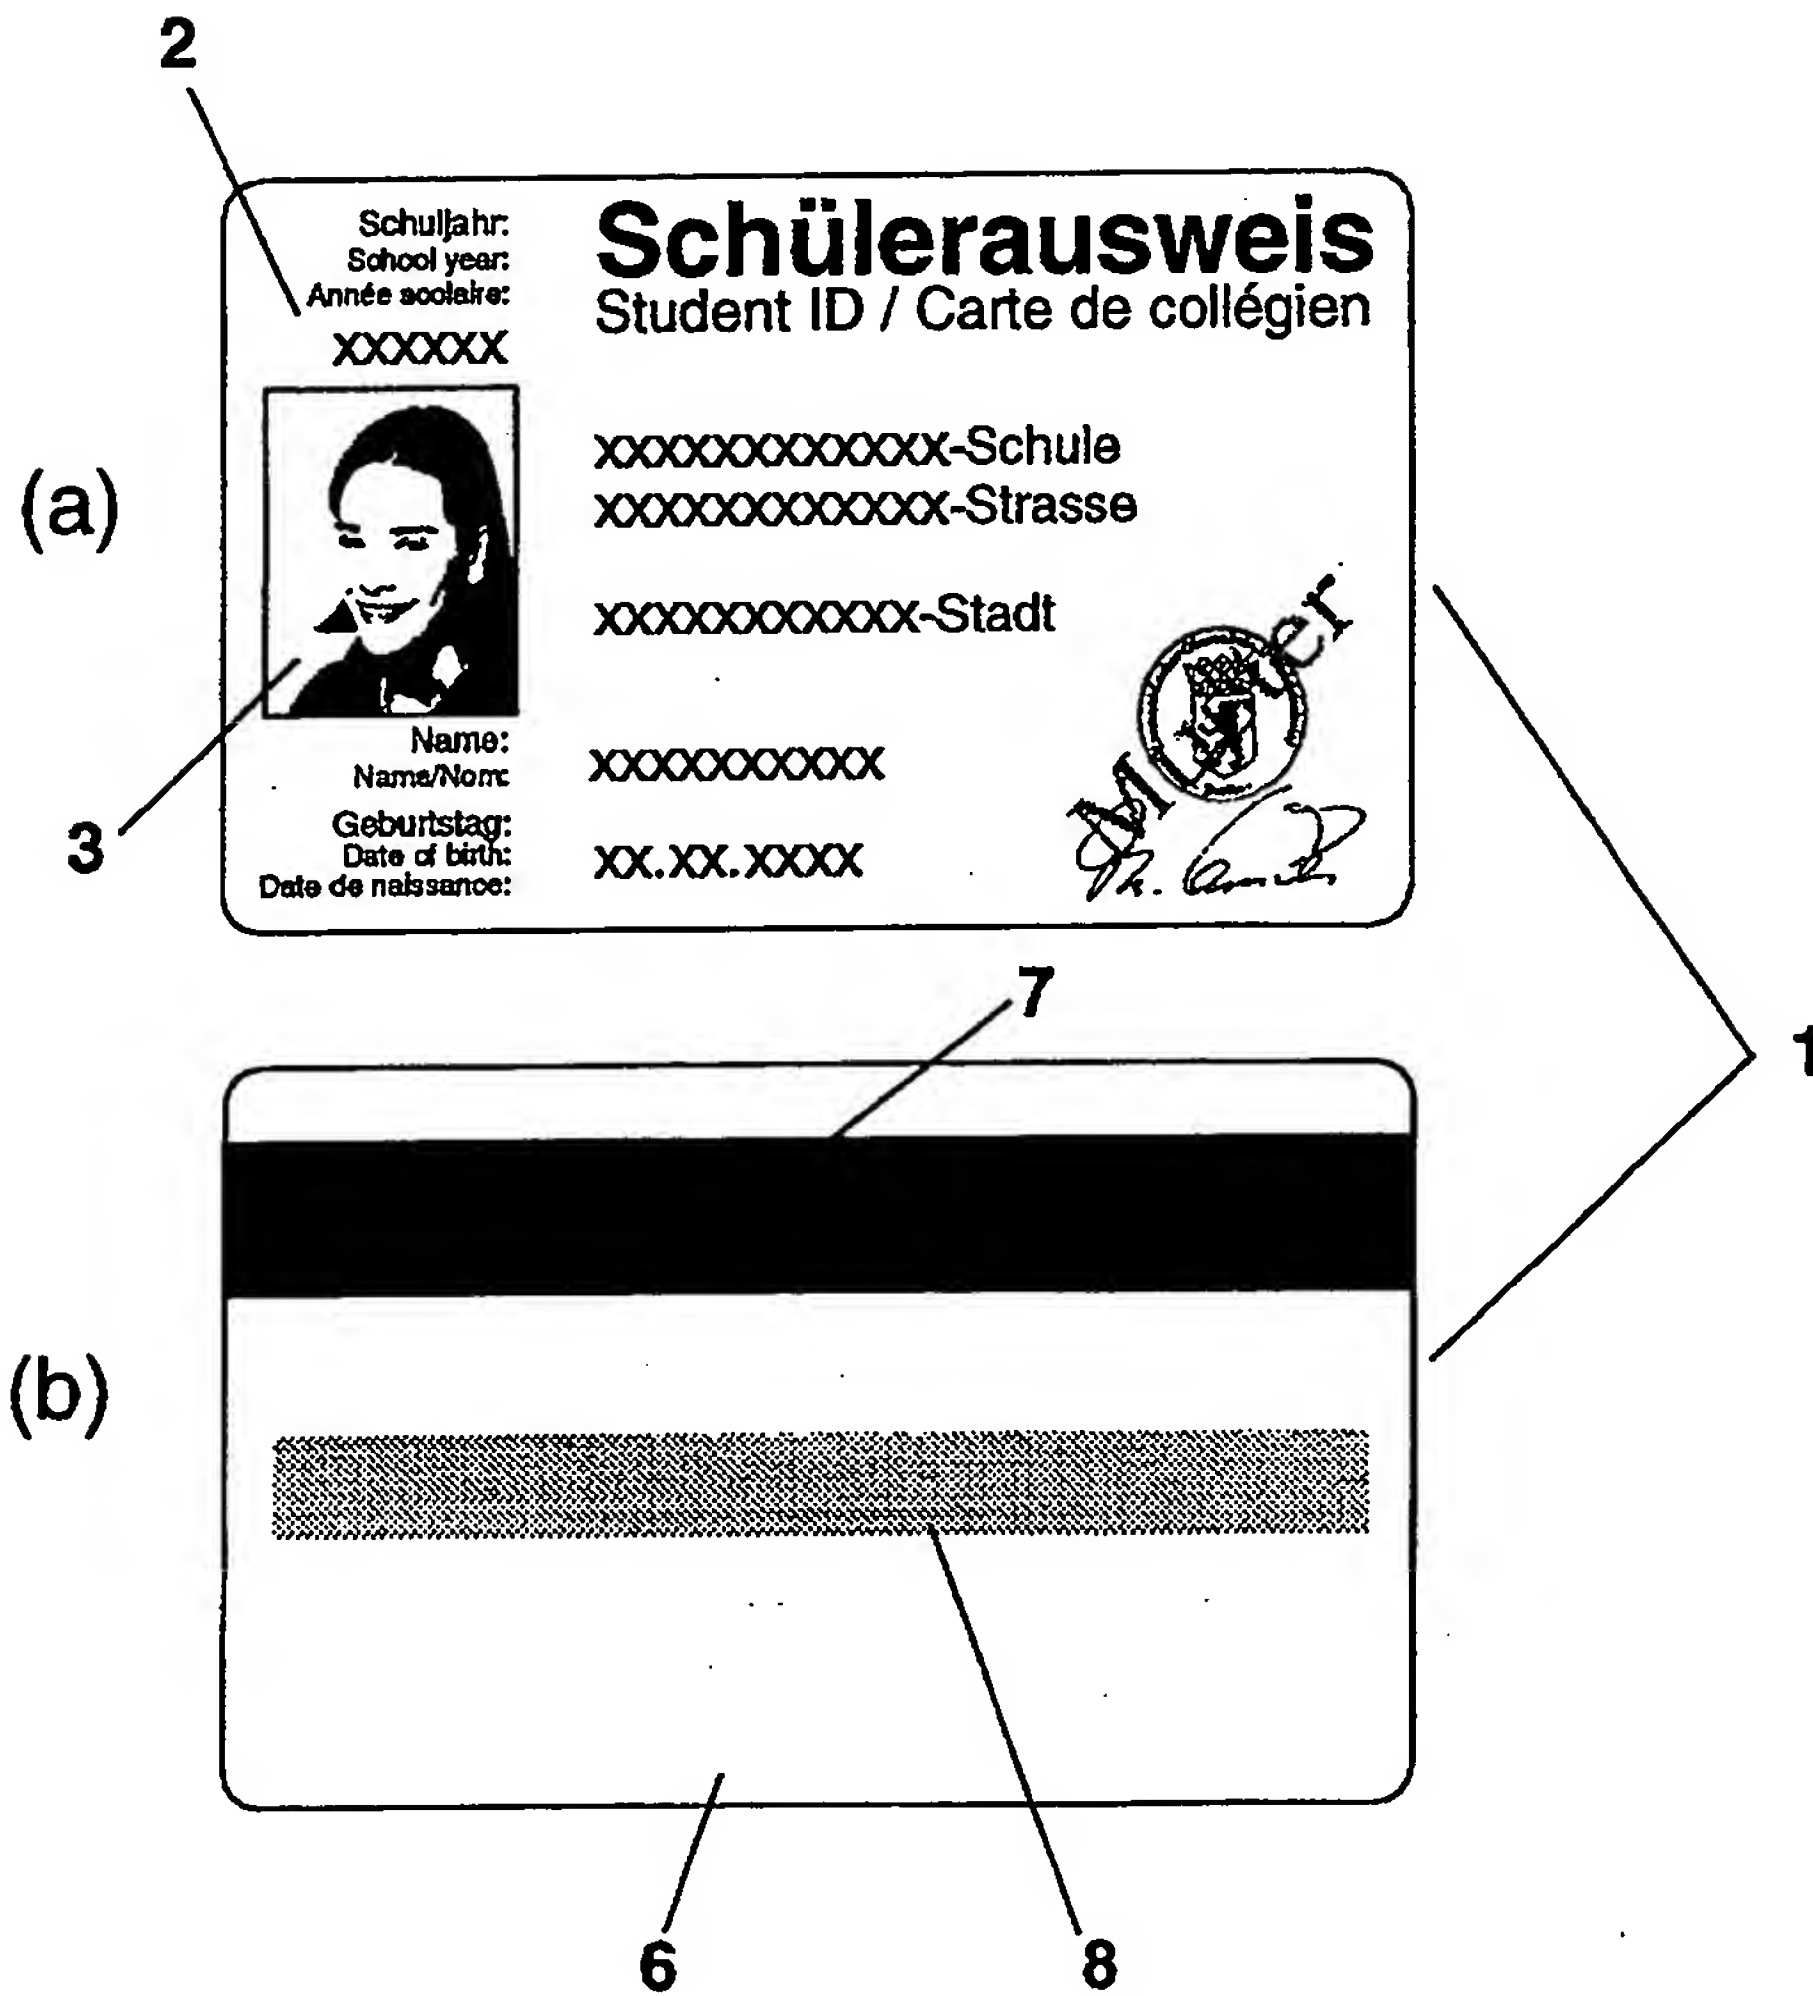 2
Schuljahr:
School year:
Année scolaire:
XXXXXX
Schülerausweis
Student ID / Carte de collégien
(a)
XXXXXXXXXXXXX-Schule
XXXXXXXXXXXXX-Strasse
XXXXXXXXXXXX-Stadt
3
Name:
Name/Nom:
XXXXXXXXXXX
Geburtstag:
Date of birth:
Date de naissance:
XX.XX.XXXX
7
1
(b)
6
8